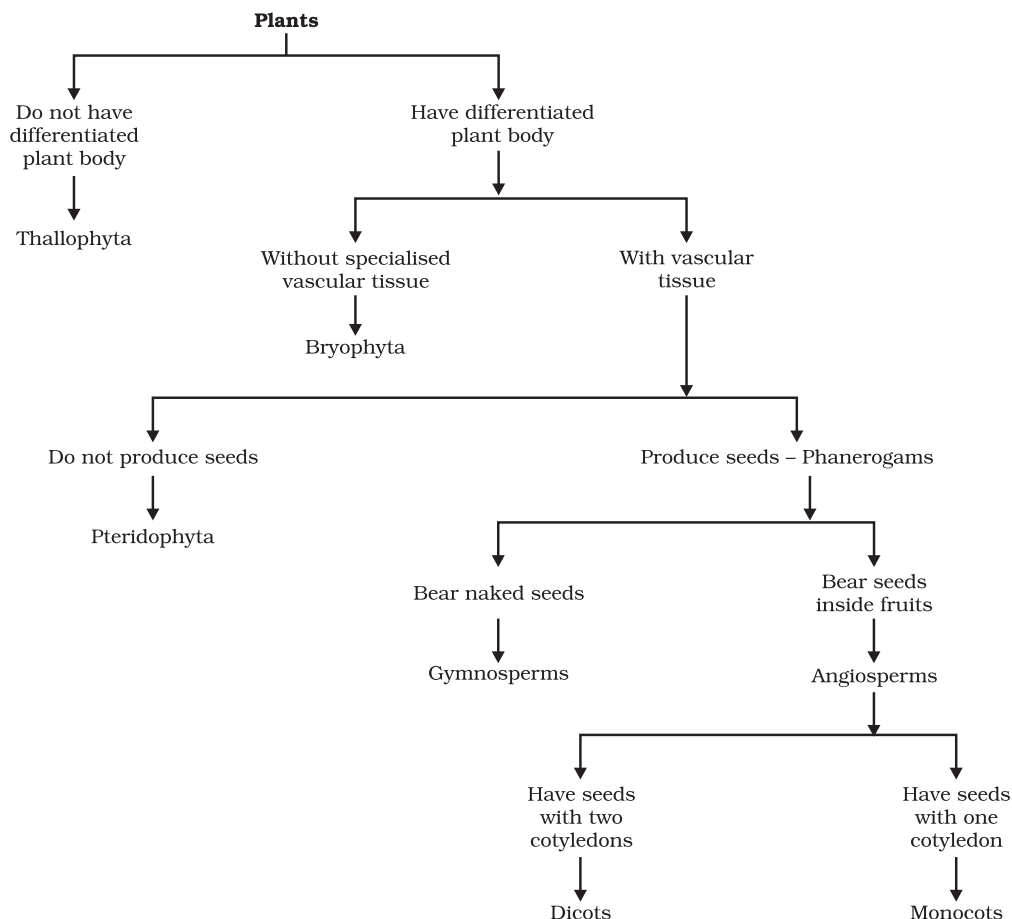 Plants
Do not have
differentiated
plant body
Have differentiated
plant body
Thallophyta
Without specialised
vascular tissue
With vascular
tissue
Bryophyta
Do not produce seeds
Produce seeds – Phanerogams
Pteridophyta
Bear naked seeds
Bear seeds
inside fruits
Gymnosperms
Angiosperms
Have seeds
with two
cotyledons
Have seeds
with one
cotyledon
Dicots
Monocots